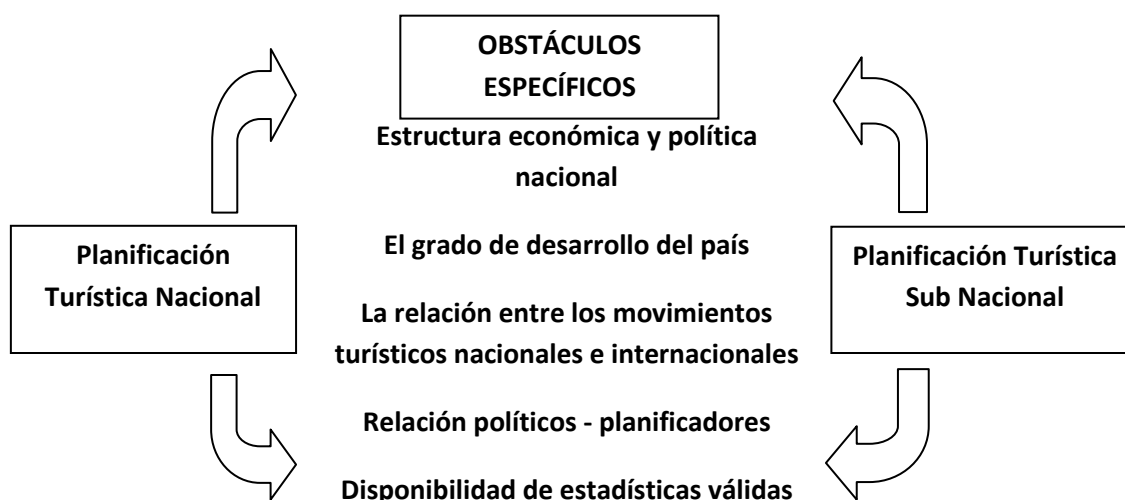 OBSTÁCULOS
ESPECÍFICOS
Estructura económica y política
nacional
Planificación
Turística Nacional
El grado de desarrollo del país
La relación entre los movimientos
turísticos nacionales e internacionales
Planificación Turística
Sub Nacional
Relación políticos - planificadores
Disponibilidad de estadísticas válidas